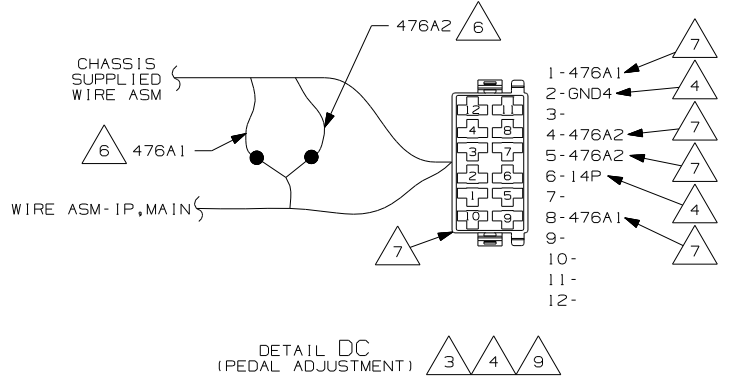 476A2 6
CHASSIS
SUPPLIED
WIRE ASM
6 476A1
WIRE ASM-IP,MAIN
7
12 11
4 8
3 7
2 6
1 5
10 9
1-476A1 7
2-GND4 4
3-
4-476A2 7
5-476A2 7
6-14P 4
7-
8-476A1 7
9-
10-
11-
12-
DETAIL DC 3 4 9
(PEDAL ADJUSTMENT)